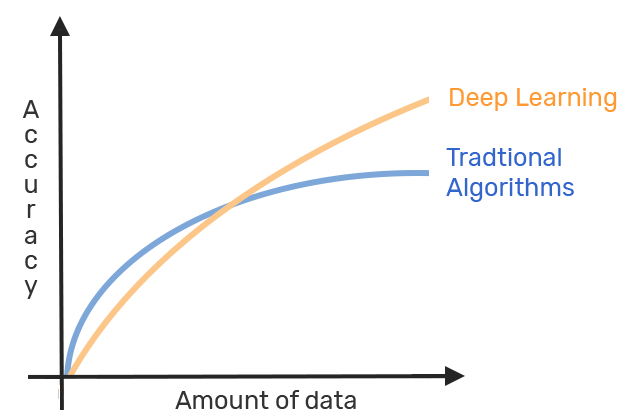 Accuracy
Deep Learning
Tradtional
Algorithms
Amount of data